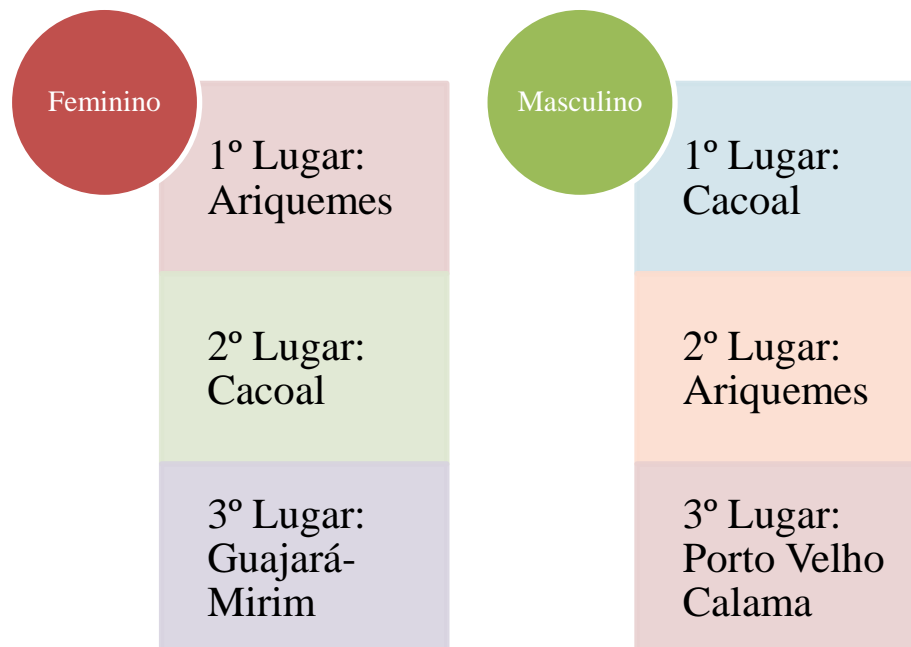 Feminino
1º Lugar:
Ariquemes
2º Lugar:
Cacoal
3º Lugar:
Guajará-
Mirim
Masculino
1º Lugar:
Cacoal
2º Lugar:
Ariquemes
3º Lugar:
Porto Velho
Calama